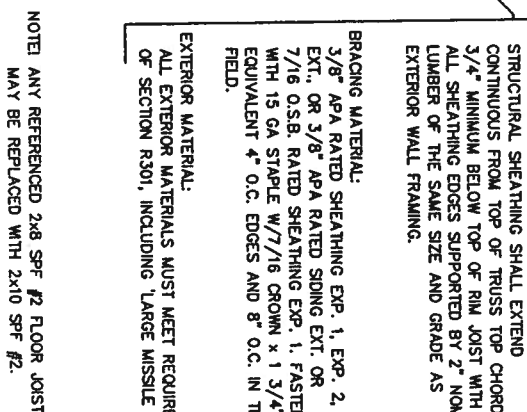 STRUCTURAL SHEATHING SHALL EXTEND
CONTINUOUS FROM TOP OF TRUSS TOP CHORD
3/4" MINIMUM BELOW TOP OF RIM JOIST WITH
ALL SHEATHING EDGES SUPPORTED BY 2" NOM
LUMBER OF THE SAME SIZE AND GRADE AS
EXTERIOR WALL FRAMING.
BRACING MATERIAL:
3/8" APA RATED SHEATHING EXP. 1, EXP. 2,
EXT., OR 3/8" APA RATED SIDING EXT. OR
7/16 O.S.B. RATED SHEATHING EXP. 1. FASTE
WITH 15 GA STAPLE W/7/16 CROWN x 1 3/4"
EQUIVALENT 4" O.C. EDGES AND 8" O.C. IN T
FIELD.
EXTERIOR MATERIAL:
ALL EXTERIOR MATERIALS MUST MEET REQUIRE
OF SECTION R301, INCLUDING 'LARGE MISSILE
NOTE! ANY REFERENCED 2x8 SPF #2 FLOOR JOIST
MAY BE REPLACED WITH 2x10 SPF #2.